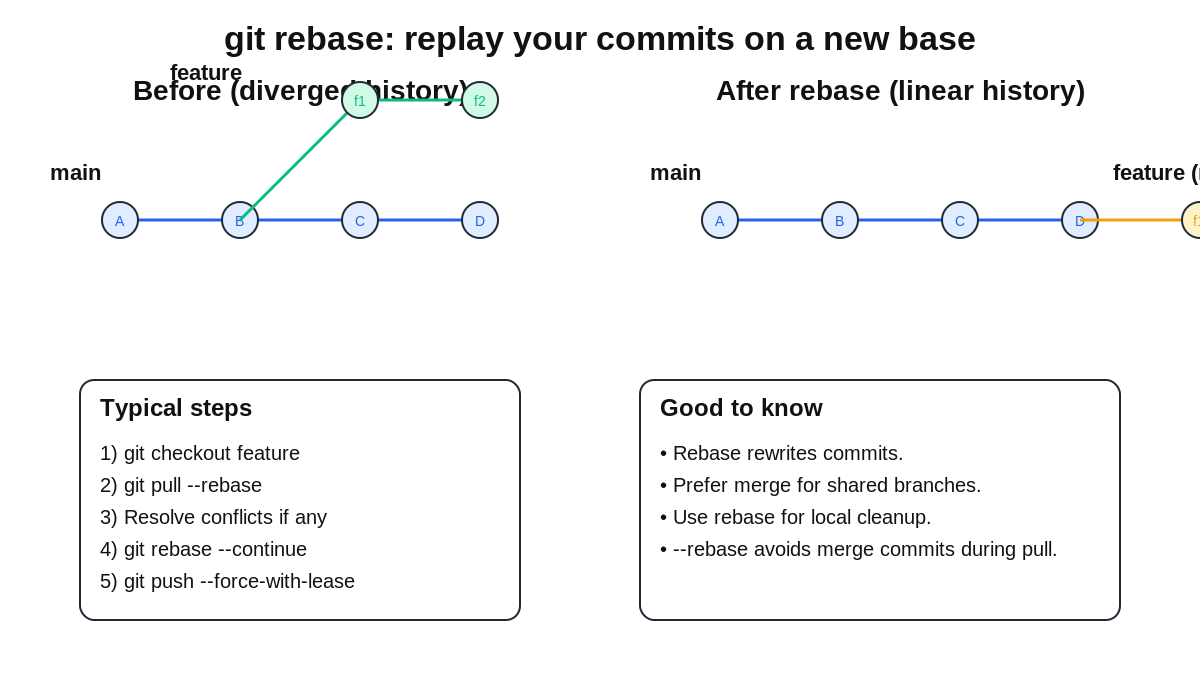 git rebase: replay your commits on a new base
feature
Before (diverged history)
f1 f2
main
A B C D
After rebase (linear history)
main
feature (
A B C D
Typical steps
1) git checkout feature
2) git pull --rebase
3) Resolve conflicts if any
4) git rebase --continue
5) git push --force-with-lease
Good to know
• Rebase rewrites commits.
• Prefer merge for shared branches.
• Use rebase for local cleanup.
• --rebase avoids merge commits during pull.